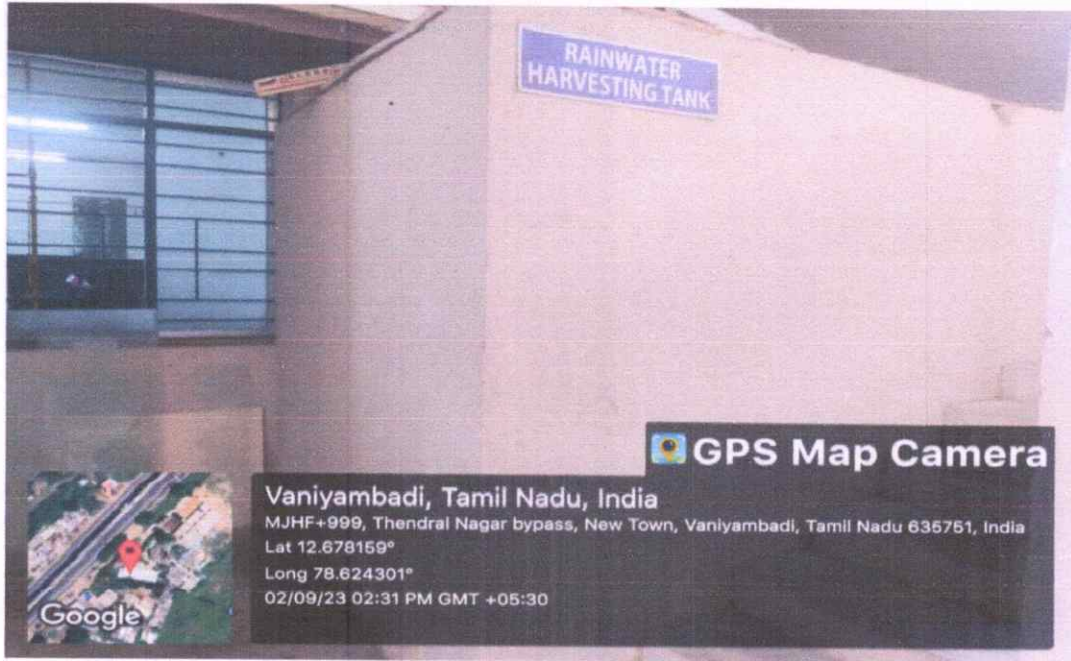 RAINWATER
HARVESTING TANK
GPS Map Camera
Vaniyambadi, Tamil Nadu, India
MJHF+999, Thendral Nagar bypass, New Town, Vaniyambadi, Tamil Nadu 635751, India
Lat 12.678159°
Long 78.624301°
02/09/23 02:31 PM GMT +05:30
Google